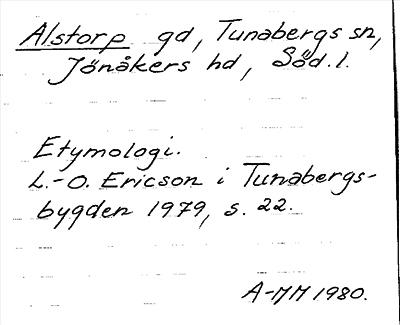 Alstorp gd, Tunabergs sn,
Jönåkers hd, Söd.l.
Etymologi.
L.-O. Ericson i Tunabergs-
bygden 1979, s. 22.
A-MM 1980.